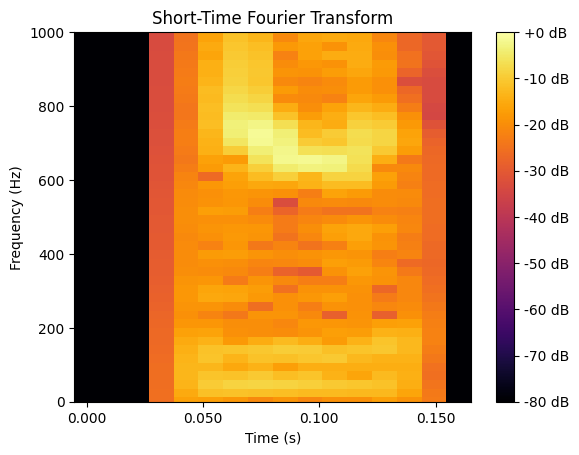 Short-Time Fourier Transform
1000
800
600
400
200
0
Frequency (Hz)
0.000
0.050
0.100
0.150
Time (s)
+0 dB
-10 dB
-20 dB
-30 dB
-40 dB
-50 dB
-60 dB
-70 dB
-80 dB